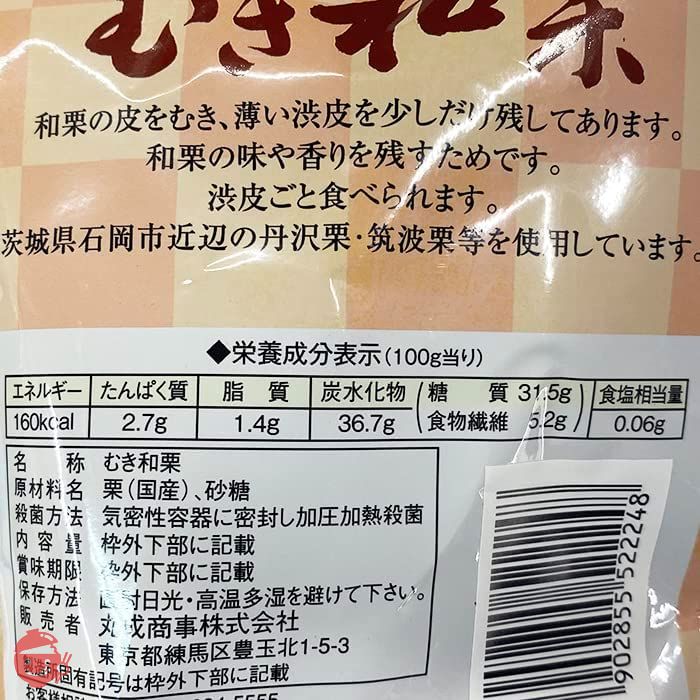 むき和栗
和栗の皮をむき、薄い渋皮を少しだけ残してあります。
和栗の味や香りを残すためです。
渋皮ごと食べられます。
茨城県石岡市近辺の丹沢栗・筑波栗等を使用しています。
◆栄養成分表示(100g当り)
エネルギー たんぱく質 脂質 炭水化物 糖質 31.5g 食塩相当量
160kcal 2.7g 1.4g 36.7g 食物繊維 5.2g 0.06g
名称 むき和栗
原材料名 栗(国産)、砂糖
殺菌方法 気密性容器に密封し加圧加熱殺菌
内容量 枠外下部に記載
賞味期限 枠外下部に記載
保存方法 直射日光・高温多湿を避けて下さい。
販売者 丸成商事株式会社
東京都練馬区豊玉北1-5-3
製造所固有記号は枠外下部に記載
お客様
5555
9028555222248